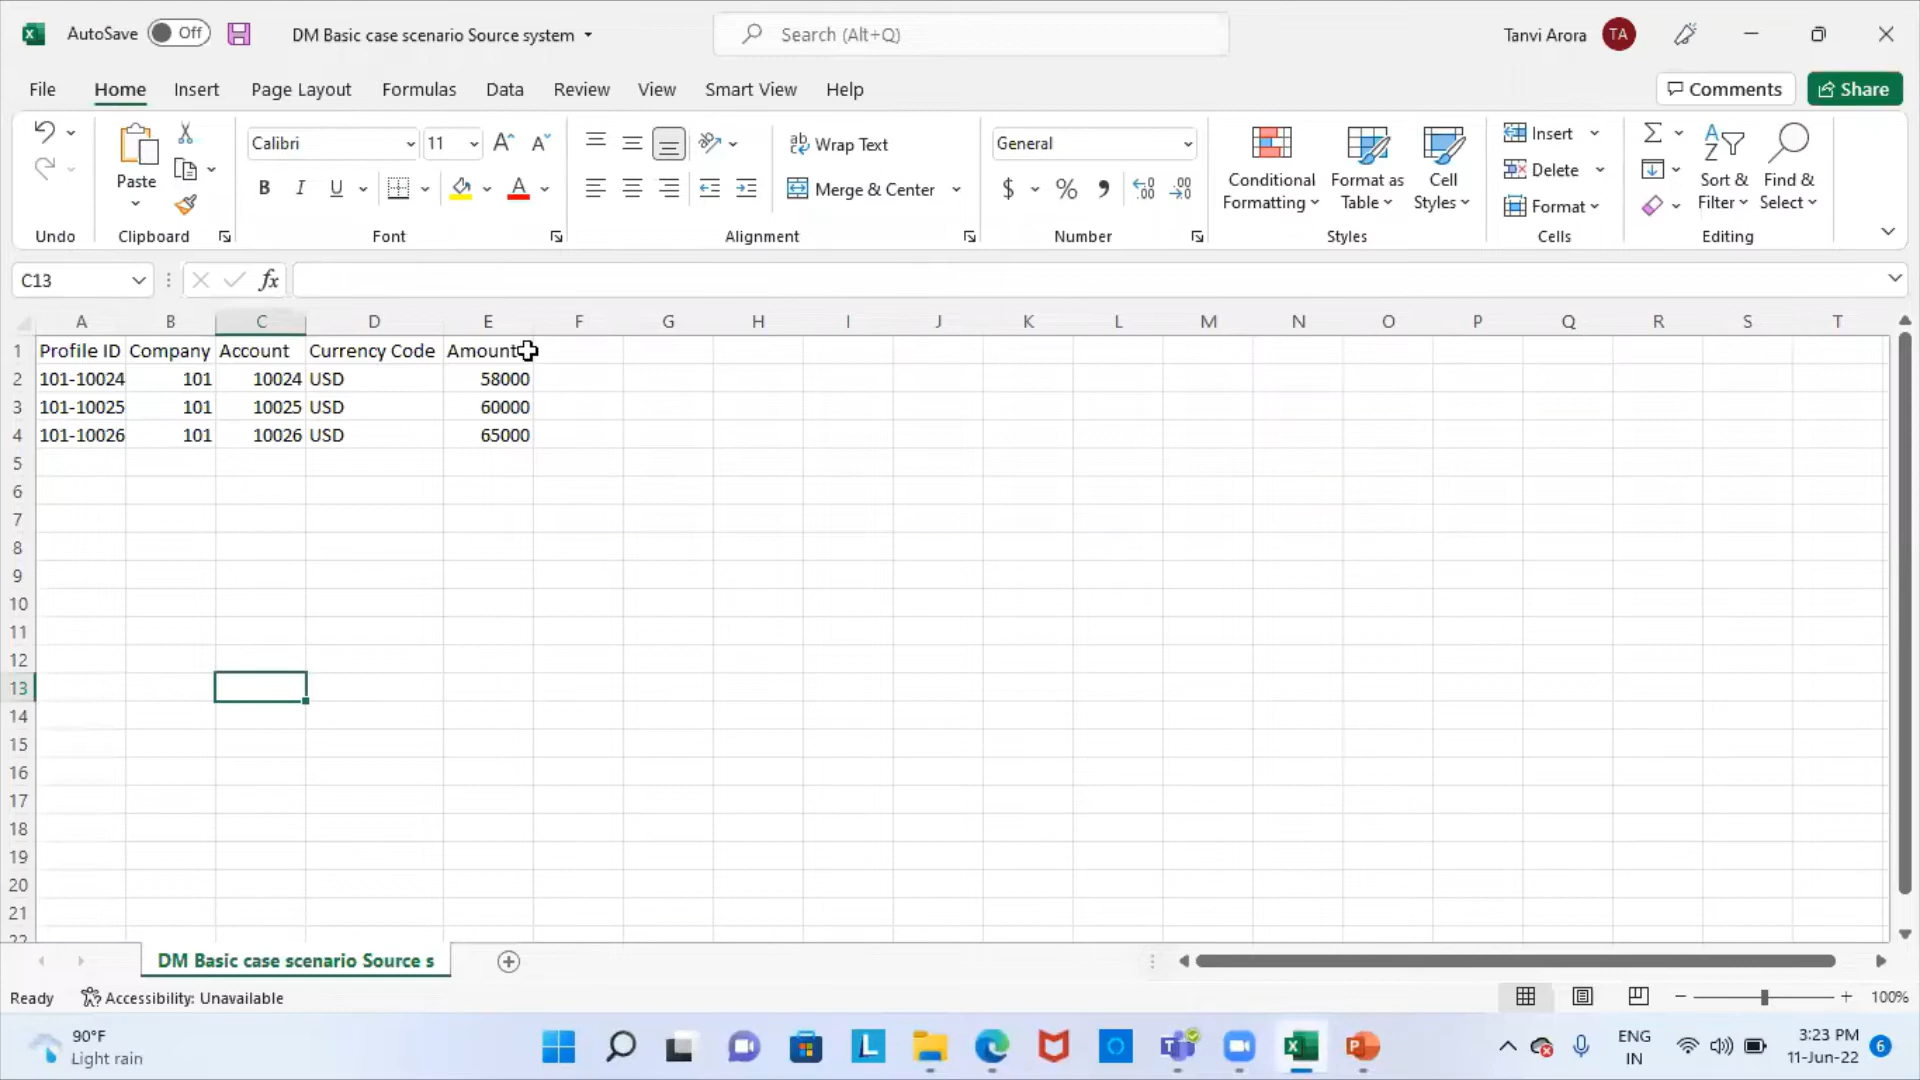 AutoSave Off DM Basic case scenario Source system Search (Alt+Q) Tanvi Arora TA
File Home Insert Page Layout Formulas Data Review View Smart View Help Comments Share
Paste
Calibri 11
Wrap Text
Merge & Center
General
$ % 9
Conditional Formatting
Format as Table
Cell Styles
Insert
Delete
Format
Sort & Filter
Find & Select
Undo Clipboard Font Alignment Number Styles Cells Editing
C13 fx
A B C D E F G H I J K L M N O P Q R S T
1 Profile ID Company Account Currency Code Amount
2 101-10024 101 10024 USD 58000
3 101-10025 101 10025 USD 60000
4 101-10026 101 10026 USD 65000
5
6
7
8
9
10
11
12
13
14
15
16
17
18
19
20
21
22
DM Basic case scenario Source s
Ready Accessibility: Unavailable 100%
90°F
Light rain
ENG
IN
3:23 PM
11-Jun-22
6